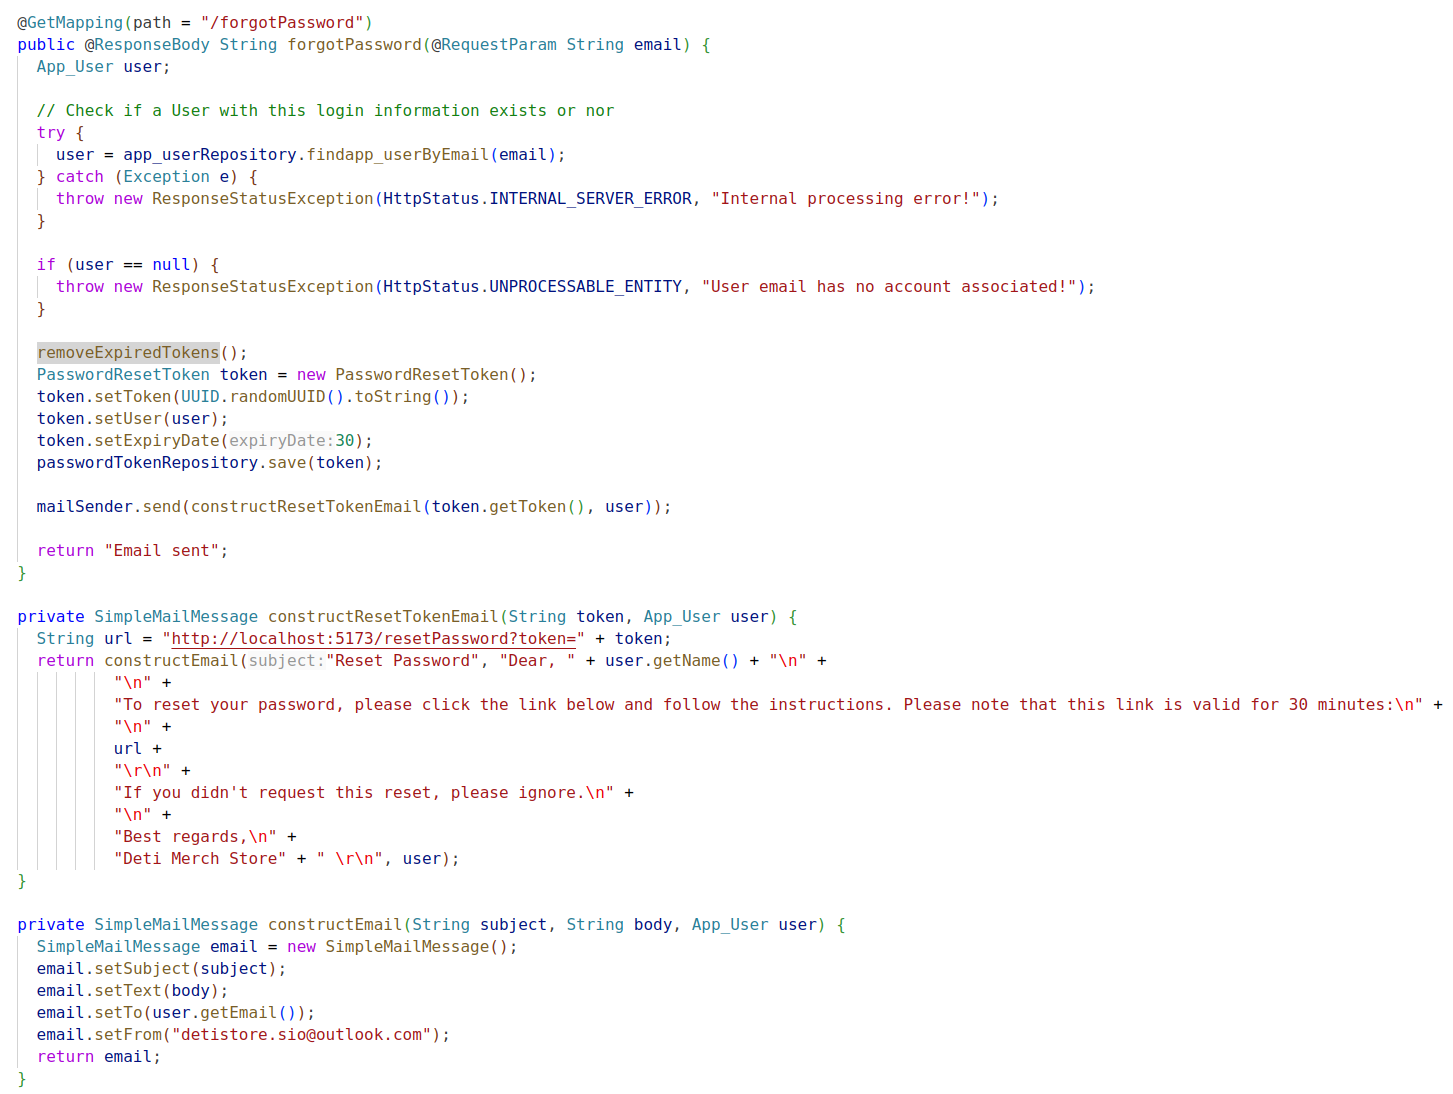 @GetMapping(path = "/forgotPassword")
public @ResponseBody String forgotPassword(@RequestParam String email) {
App_User user;
// Check if a User with this login information exists or nor
try {
user = app_userRepository.findapp_userByEmail(email);
} catch (Exception e) {
throw new ResponseStatusException(HttpStatus.INTERNAL_SERVER_ERROR, "Internal processing error!");
}
if (user == null) {
throw new ResponseStatusException(HttpStatus.UNPROCESSABLE_ENTITY, "User email has no account associated!");
}
removeExpiredTokens();
PasswordResetToken token = new PasswordResetToken();
token.setToken(UUID.randomUUID().toString());
token.setUser(user);
token.setExpiryDate(expiryDate:30);
passwordTokenRepository.save(token);
mailSender.send(constructResetTokenEmail(token.getToken(), user));
return "Email sent";
}
private SimpleMailMessage constructResetTokenEmail(String token, App_User user) {
String url = "http://localhost:5173/resetPassword?token=" + token;
return constructEmail(subject:"Reset Password", "Dear, " + user.getName() + "\n" +
"\n" +
"To reset your password, please click the link below and follow the instructions. Please note that this link is valid for 30 minutes:\n" +
"\n" +
url +
"\r\n" +
"If you didn't request this reset, please ignore.\n" +
"\n" +
"Best regards,\n" +
"Deti Merch Store" + " \r\n", user);
}
private SimpleMailMessage constructEmail(String subject, String body, App_User user) {
SimpleMailMessage email = new SimpleMailMessage();
email.setSubject(subject);
email.setText(body);
email.setTo(user.getEmail());
email.setFrom("detistore.sio@outlook.com");
return email;
}